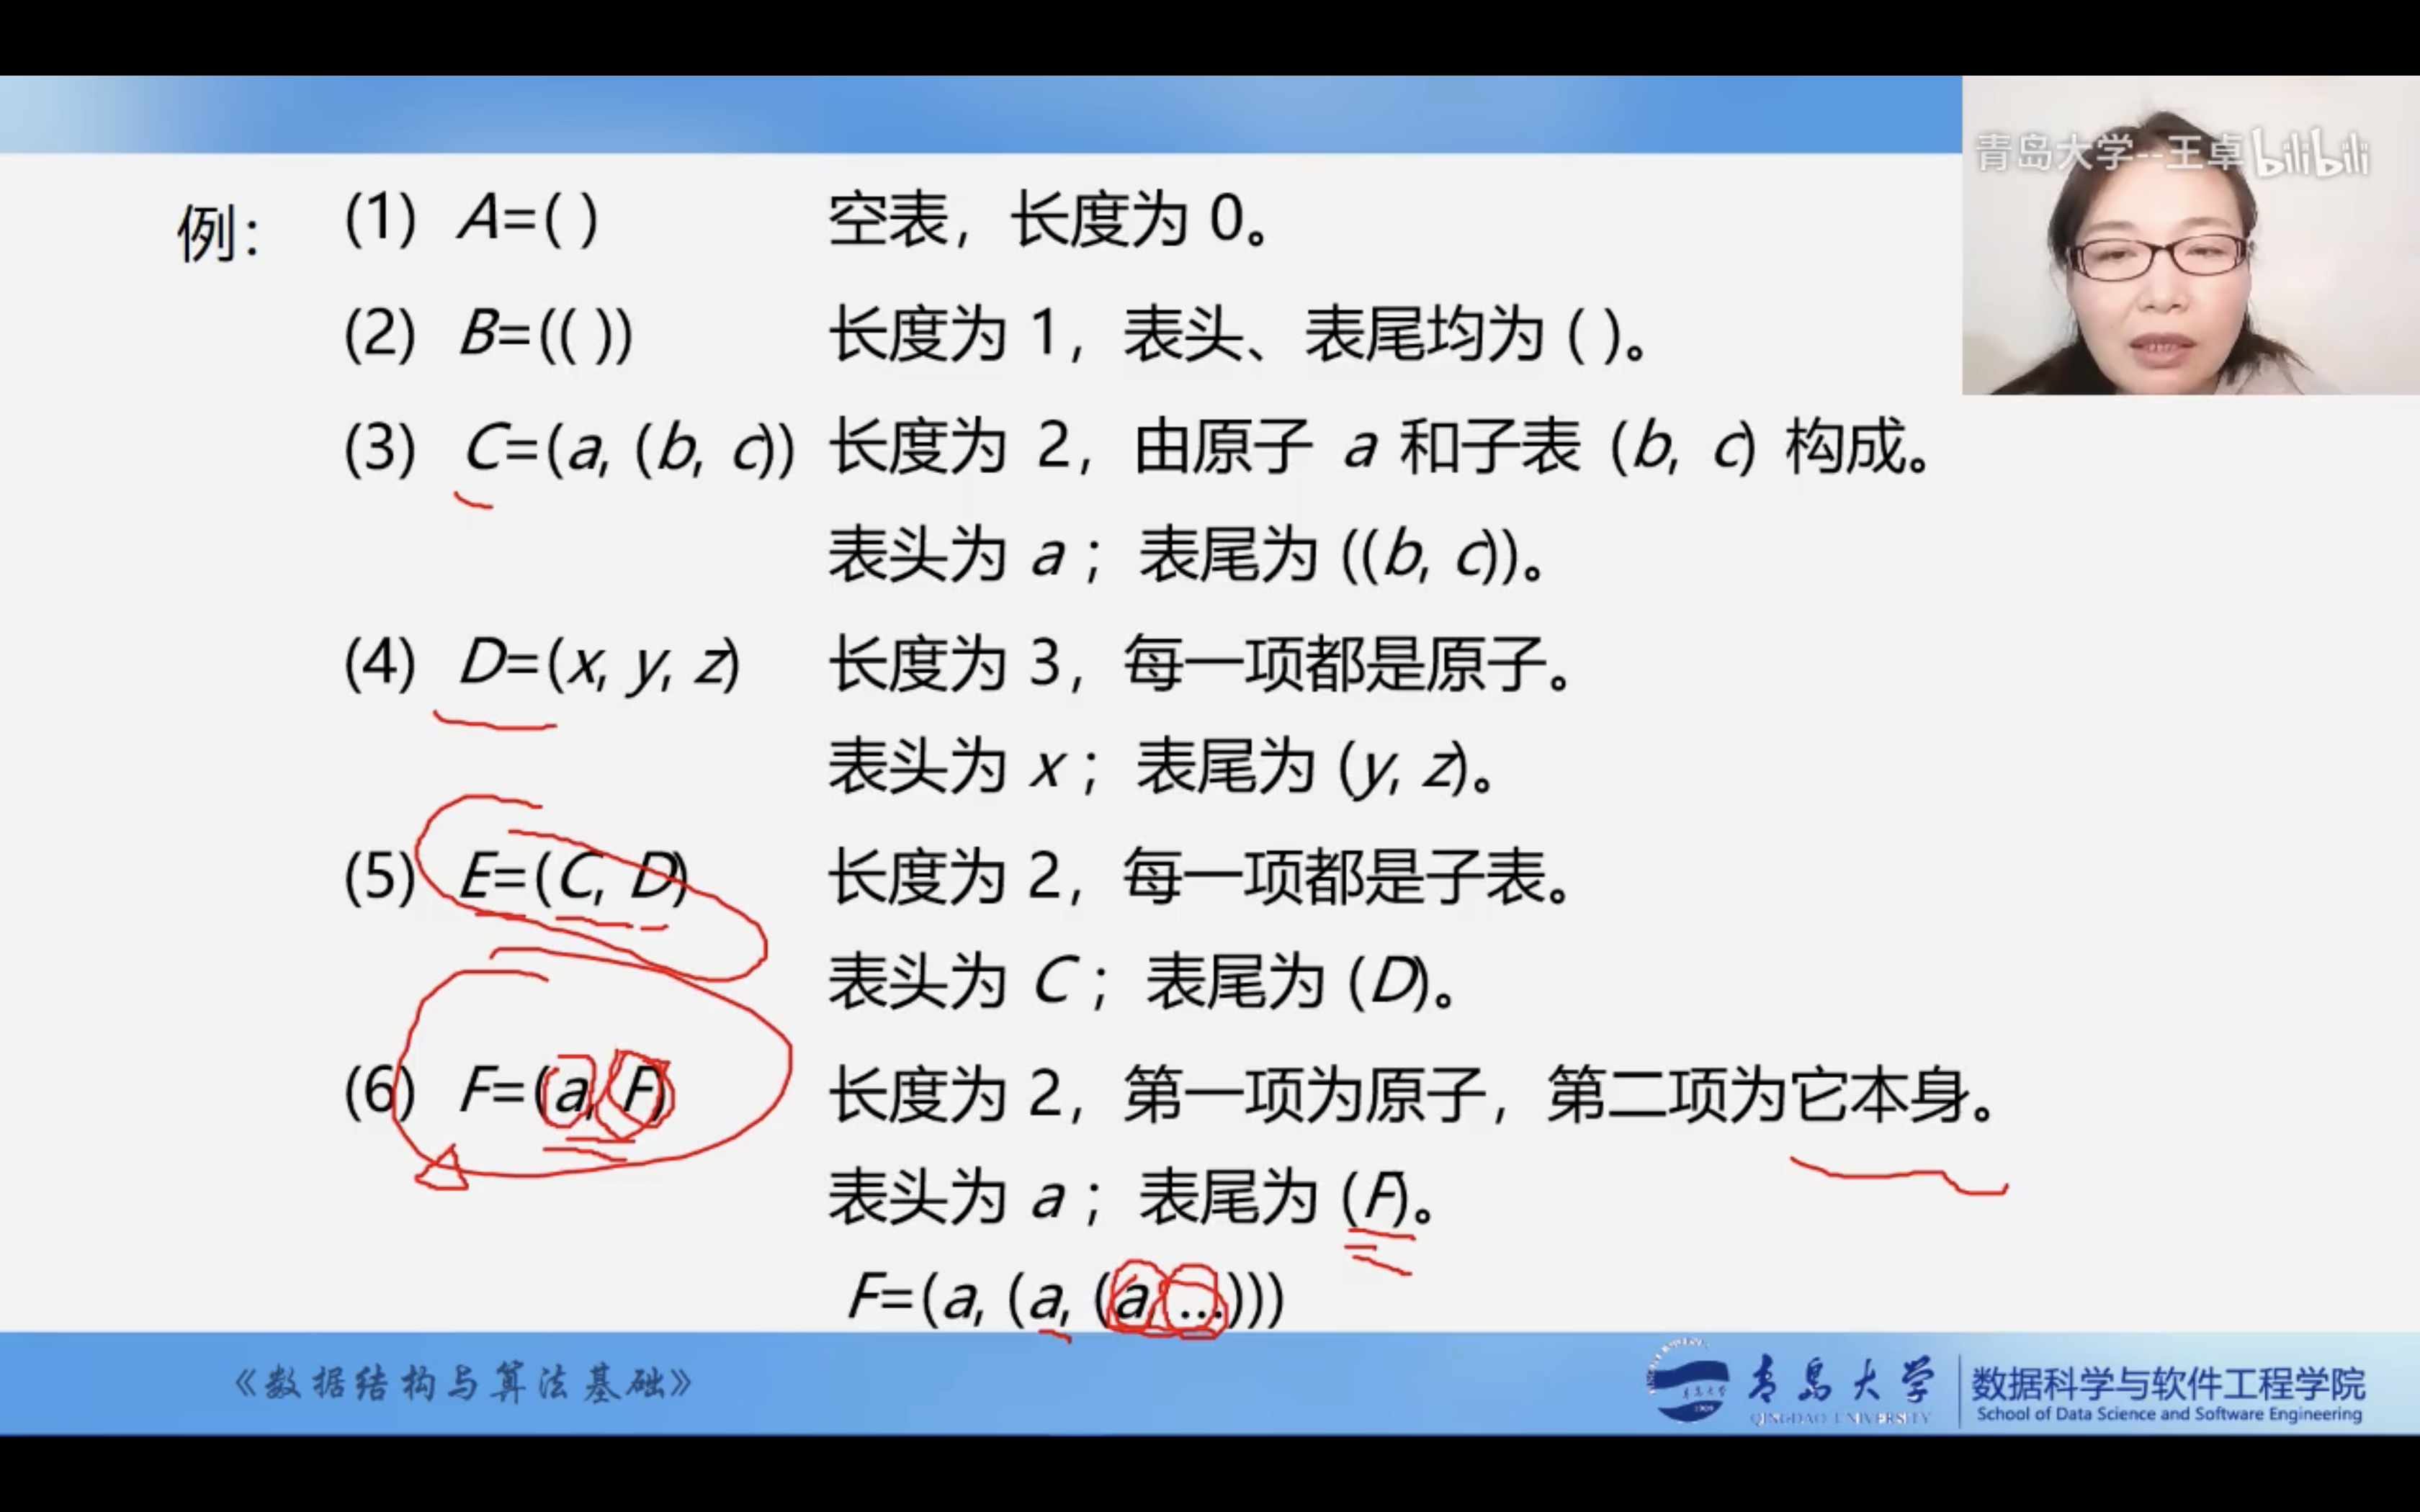 青岛大学--王卓 bilibili
例： (1) A=( ) 空表，长度为 0。
(2) B=(( )) 长度为 1，表头、表尾均为 ( )。
(3) C=(a, (b, c)) 长度为 2，由原子 a 和子表 (b, c) 构成。
表头为 a ；表尾为 ((b, c))。
(4) D=(x, y, z) 长度为 3，每一项都是原子。
表头为 x ；表尾为 (y, z)。
(5) E=(C, D) 长度为 2，每一项都是子表。
表头为 C ；表尾为 (D)。
(6) F=(a, F) 长度为 2，第一项为原子，第二项为它本身。
表头为 a ；表尾为 (F)。
F=(a, (a, (a, …)))
《数据结构与算法基础》
青岛大学
QINGDAO UNIVERSITY
数据科学与软件工程学院
School of Data Science and Software Engineering